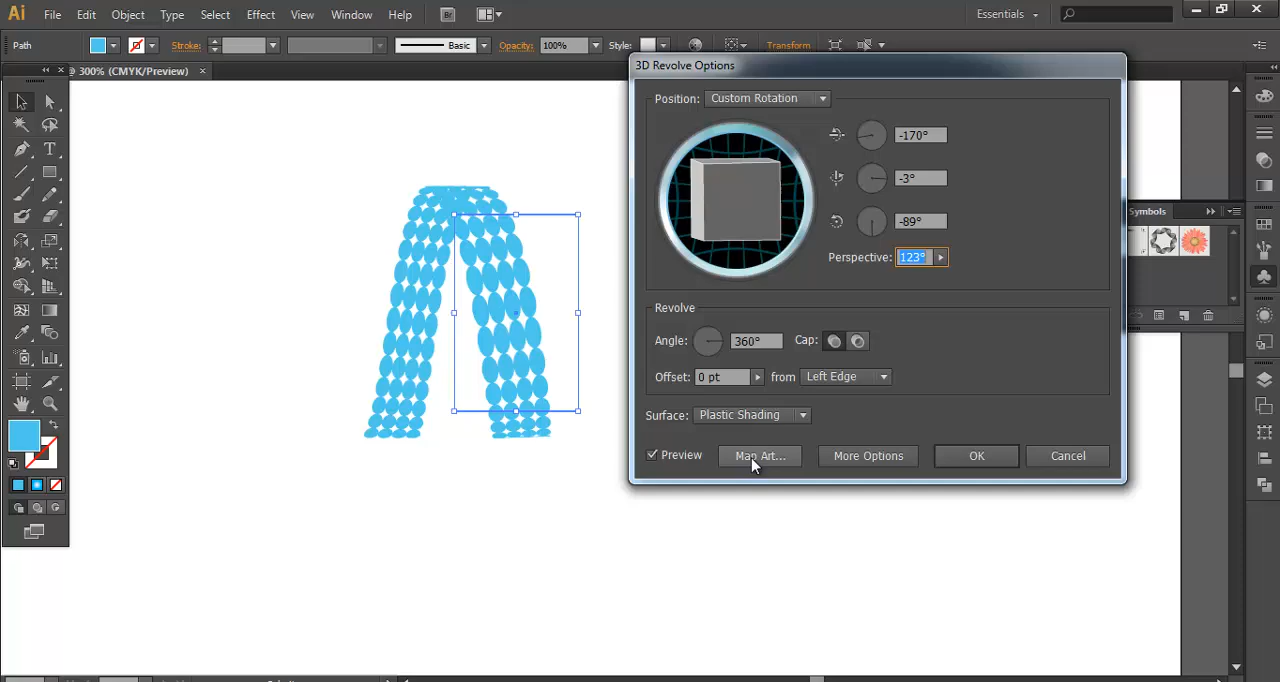 Ai File Edit Object Type Select Effect View Window Help Br Essentials
Path Stroke: Basic Opacity: 100% Style: Transform
@ 300% (CMYK/Preview)
3D Revolve Options
Position: Custom Rotation
-170°
-3°
-89°
Perspective: 123°
Revolve
Angle: 360° Cap:
Offset: 0 pt from Left Edge
Surface: Plastic Shading
Preview Map Art... More Options OK Cancel
Symbols
T